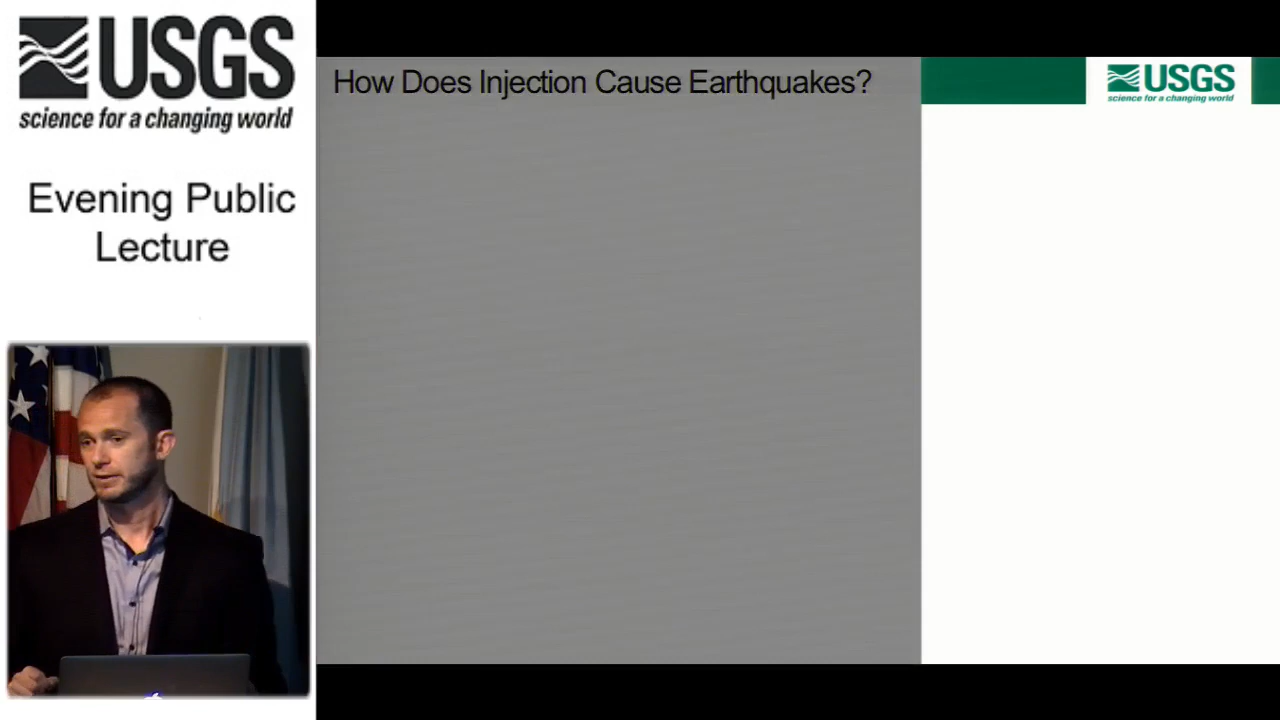 USGS
science for a changing world
Evening Public
Lecture
How Does Injection Cause Earthquakes?
USGS
science for a changing world